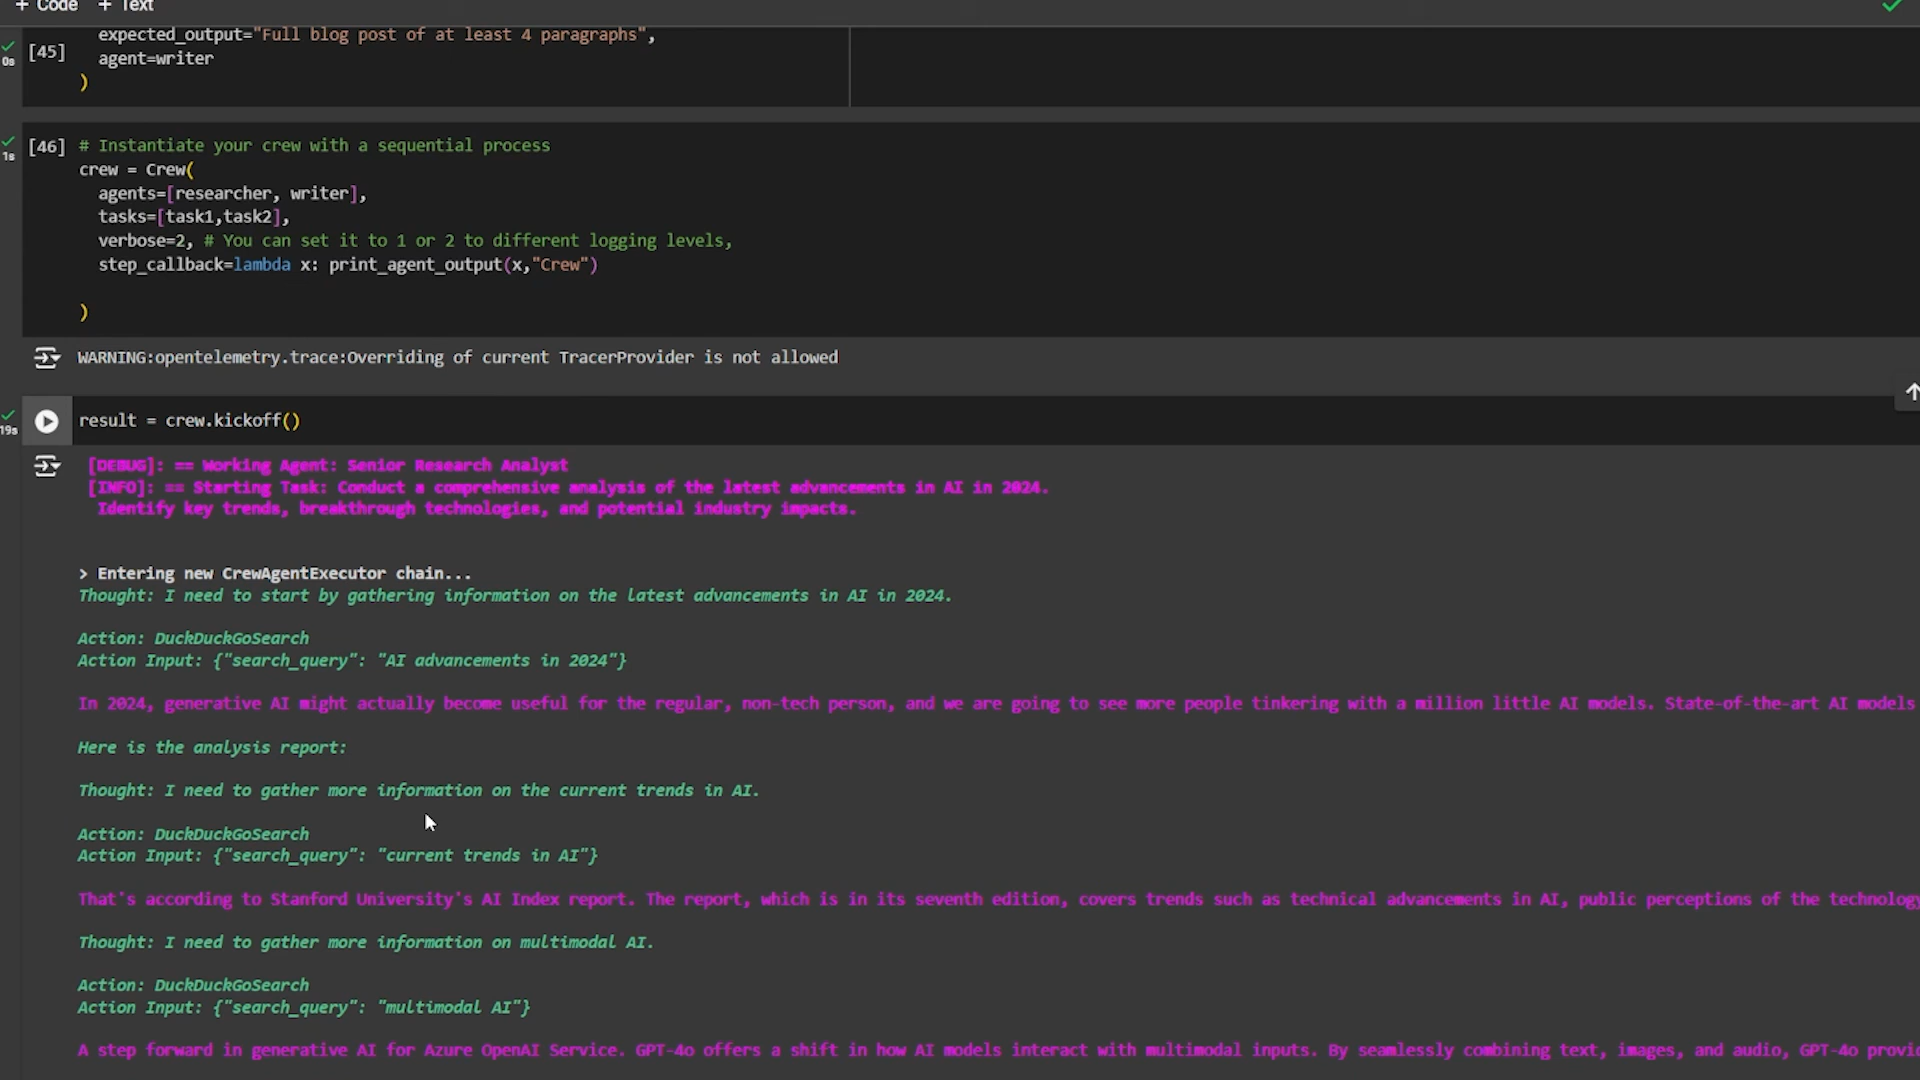 + Code + Text
expected_output="Full blog post of at least 4 paragraphs",
0s [45] agent=writer
)
[46] # Instantiate your crew with a sequential process
1s crew = Crew(
agents=[researcher, writer],
tasks=[task1,task2],
verbose=2, # You can set it to 1 or 2 to different logging levels,
step_callback=lambda x: print_agent_output(x,"Crew")
)
WARNING:opentelemetry.trace:Overriding of current TracerProvider is not allowed
19s result = crew.kickoff()
[DEBUG]: == Working Agent: Senior Research Analyst
[INFO]: == Starting Task: Conduct a comprehensive analysis of the latest advancements in AI in 2024.
Identify key trends, breakthrough technologies, and potential industry impacts.
> Entering new CrewAgentExecutor chain...
Thought: I need to start by gathering information on the latest advancements in AI in 2024.
Action: DuckDuckGoSearch
Action Input: {"search_query": "AI advancements in 2024"}
In 2024, generative AI might actually become useful for the regular, non-tech person, and we are going to see more people tinkering with a million little AI models. State-of-the-art AI models
Here is the analysis report:
Thought: I need to gather more information on the current trends in AI.
Action: DuckDuckGoSearch
Action Input: {"search_query": "current trends in AI"}
That's according to Stanford University's AI Index report. The report, which is in its seventh edition, covers trends such as technical advancements in AI, public perceptions of the technology
Thought: I need to gather more information on multimodal AI.
Action: DuckDuckGoSearch
Action Input: {"search_query": "multimodal AI"}
A step forward in generative AI for Azure OpenAI Service. GPT-4o offers a shift in how AI models interact with multimodal inputs. By seamlessly combining text, images, and audio, GPT-4o provi